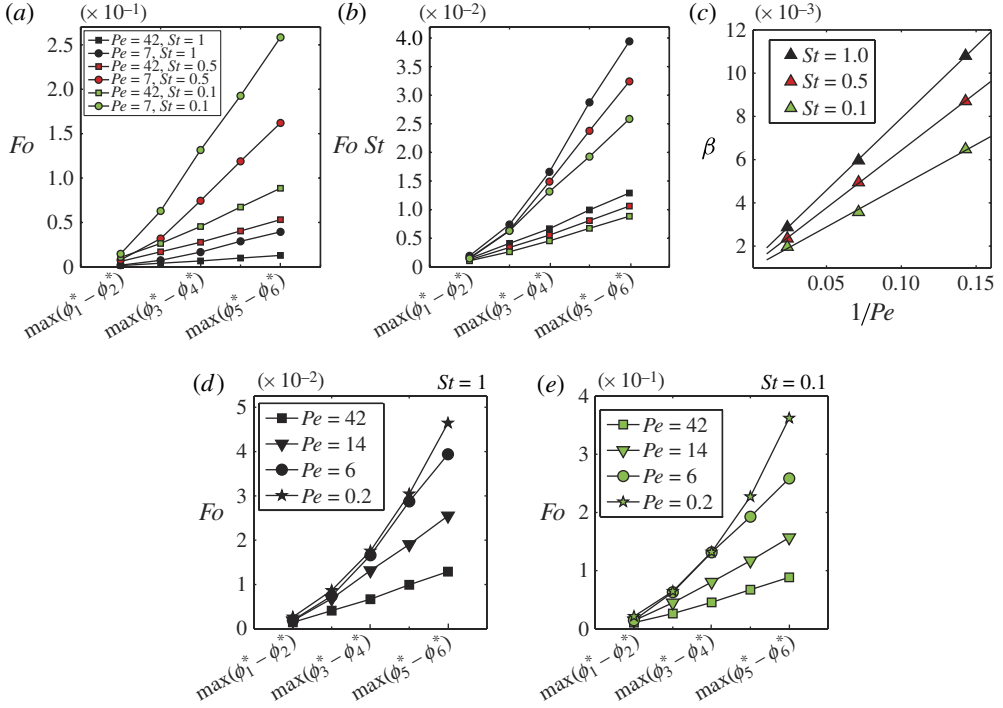 (a)
(× 10–1)
2.5
2.0
1.5
1.0
0.5
0
Fo
Pe = 42, St = 1
Pe = 7, St = 1
Pe = 42, St = 0.5
Pe = 7, St = 0.5
Pe = 42, St = 0.1
Pe = 7, St = 0.1
max(ϕ1* – ϕ2*)
max(ϕ3* – ϕ4*)
max(ϕ5* – ϕ6*)
(b)
(× 10–2)
4.0
3.5
3.0
2.5
2.0
1.5
1.0
0.5
0
Fo St
max(ϕ1* – ϕ2*)
max(ϕ3* – ϕ4*)
max(ϕ5* – ϕ6*)
(c)
(× 10–3)
12
10
8
6
4
2
β
St = 1.0
St = 0.5
St = 0.1
0.05
0.10
0.15
1/Pe
(d)
(× 10–2)
St = 1
5
4
3
2
1
0
Fo
Pe = 42
Pe = 14
Pe = 6
Pe = 0.2
max(ϕ1* – ϕ2*)
max(ϕ3* – ϕ4*)
max(ϕ5* – ϕ6*)
(e)
(× 10–1)
St = 0.1
4
3
2
1
0
Fo
Pe = 42
Pe = 14
Pe = 6
Pe = 0.2
max(ϕ1* – ϕ2*)
max(ϕ3* – ϕ4*)
max(ϕ5* – ϕ6*)